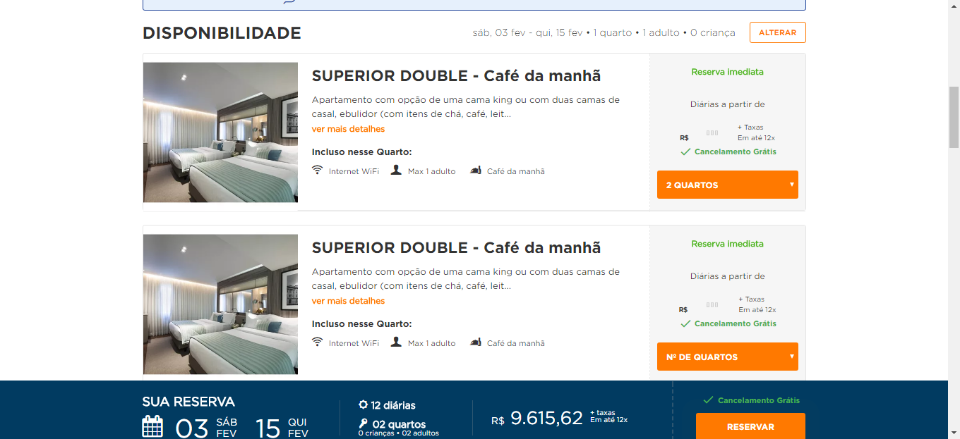 DISPONIBILIDADE
sáb, 03 fev - qui, 15 fev • 1 quarto • 1 adulto • 0 criança
ALTERAR
SUPERIOR DOUBLE - Café da manhã
Apartamento com opção de uma cama king ou com duas camas de
casal, ebulidor (com itens de chá, café, leit...
ver mais detalhes
Incluso nesse Quarto:
Internet WiFi
Max 1 adulto
Café da manhã
Reserva imediata
Diárias a partir de
R$
+ Taxas
Em até 12x
Cancelamento Grátis
2 QUARTOS
SUPERIOR DOUBLE - Café da manhã
Apartamento com opção de uma cama king ou com duas camas de
casal, ebulidor (com itens de chá, café, leit...
ver mais detalhes
Incluso nesse Quarto:
Internet WiFi
Max 1 adulto
Café da manhã
Reserva imediata
Diárias a partir de
R$
+ Taxas
Em até 12x
Cancelamento Grátis
Nº DE QUARTOS
SUA RESERVA
03 SÁB FEV
15 QUI FEV
12 diárias
02 quartos
0 crianças • 02 adultos
R$ 9.615,62
+ taxas
Em até 12x
Cancelamento Grátis
RESERVAR